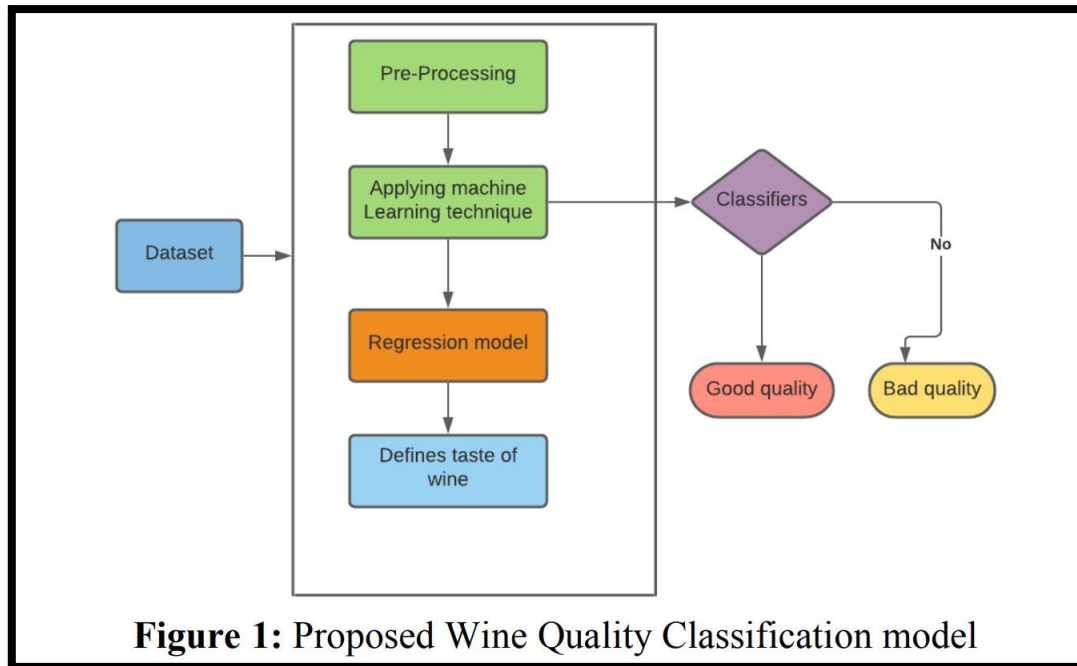 Pre-Processing
Applying machine
Learning technique
Classifiers
No
Dataset
Regression model
Good quality
Bad quality
Defines taste of
wine
Figure 1: Proposed Wine Quality Classification model